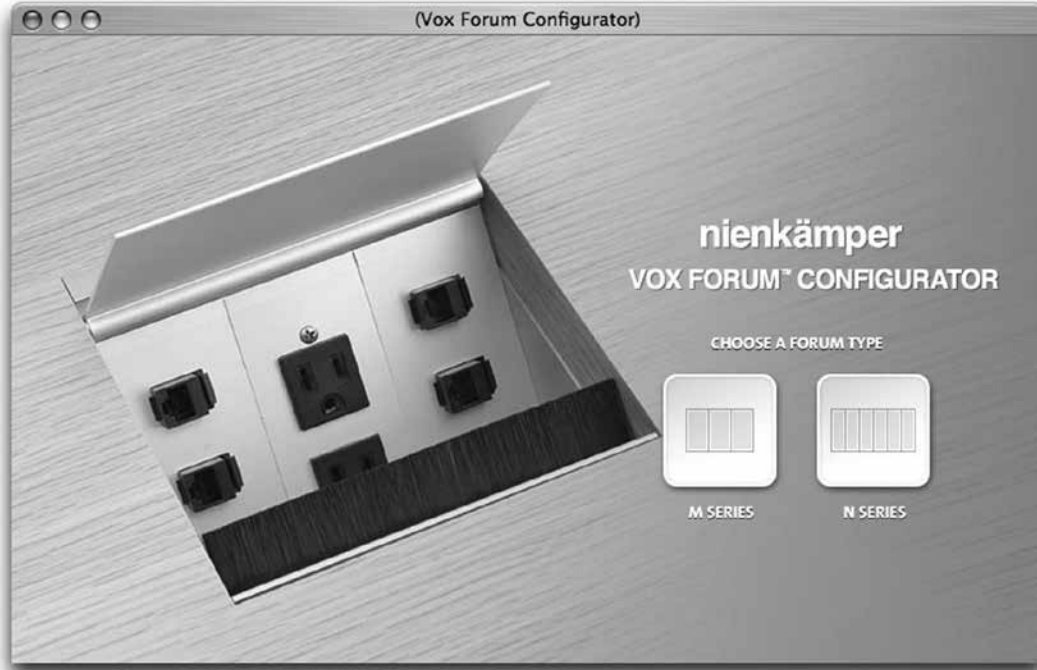 (Vox Forum Configurator)
nienkämper
VOX FORUM™ CONFIGURATOR
CHOOSE A FORUM TYPE
M SERIES
N SERIES